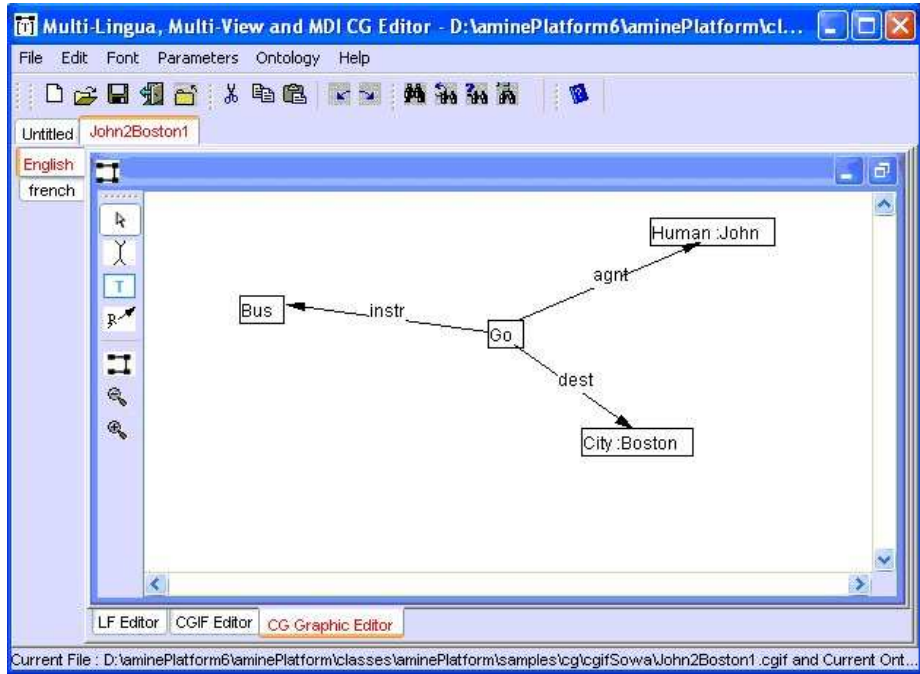 Multi-Lingua, Multi-View and MDI CG Editor - D:\aminePlatform6\aminePlatform\cl...
File Edit Font Parameters Ontology Help
Untitled John2Boston1
English
french
T
R
Human :John
agnt
Bus
instr
Go
dest
City :Boston
LF Editor CGIF Editor CG Graphic Editor
Current File : D:\aminePlatform6\aminePlatform\classes\aminePlatform\samples\cg\cgifSowa\John2Boston1.cgif and Current Ont...